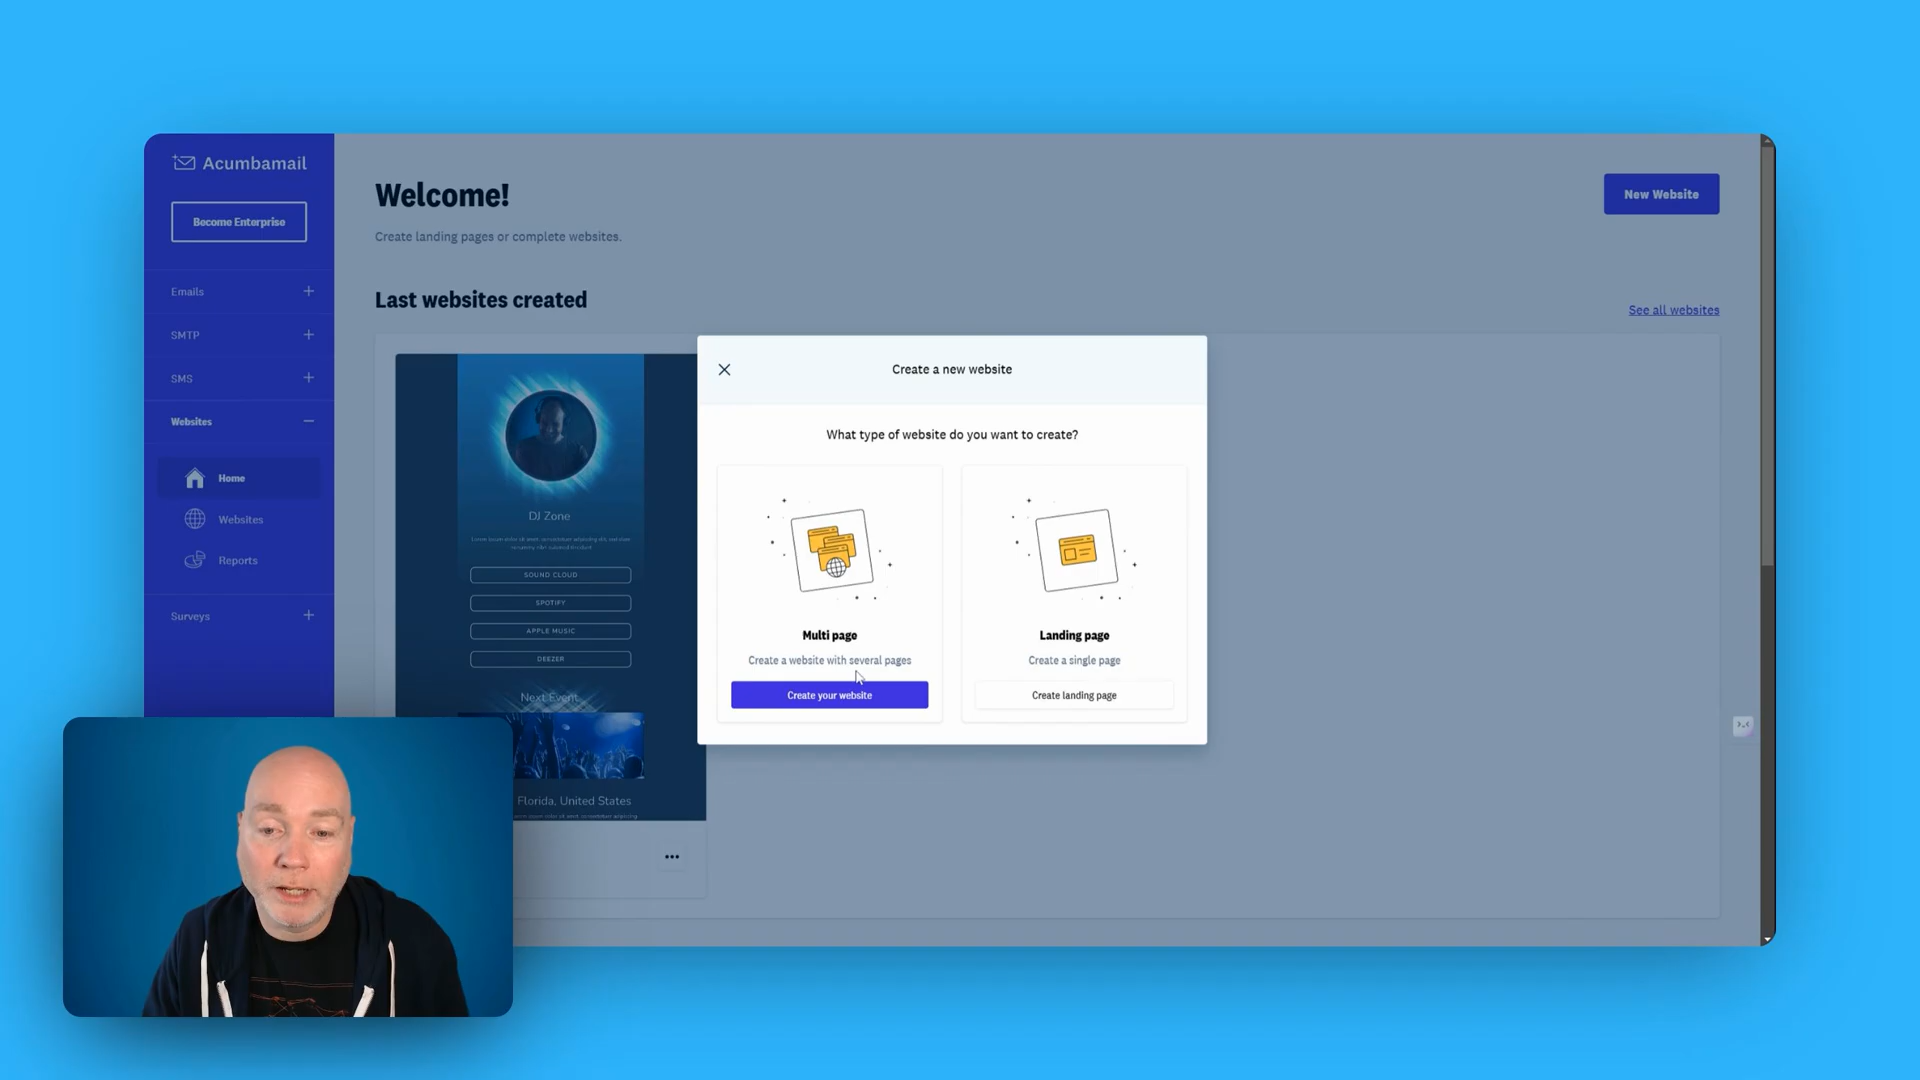 Acumbamail
Become Enterprise
Emails
SMTP
SMS
Websites
Home
Websites
Reports
Surveys
Welcome!
Create landing pages or complete websites.
New Website
Last websites created
See all websites
DJ Zone
SOUND CLOUD
SPOTIFY
APPLE MUSIC
DEEZER
Next Event
Florida, United States
Create a new website
What type of website do you want to create?
Multi page
Create a website with several pages
Create your website
Landing page
Create a single page
Create landing page